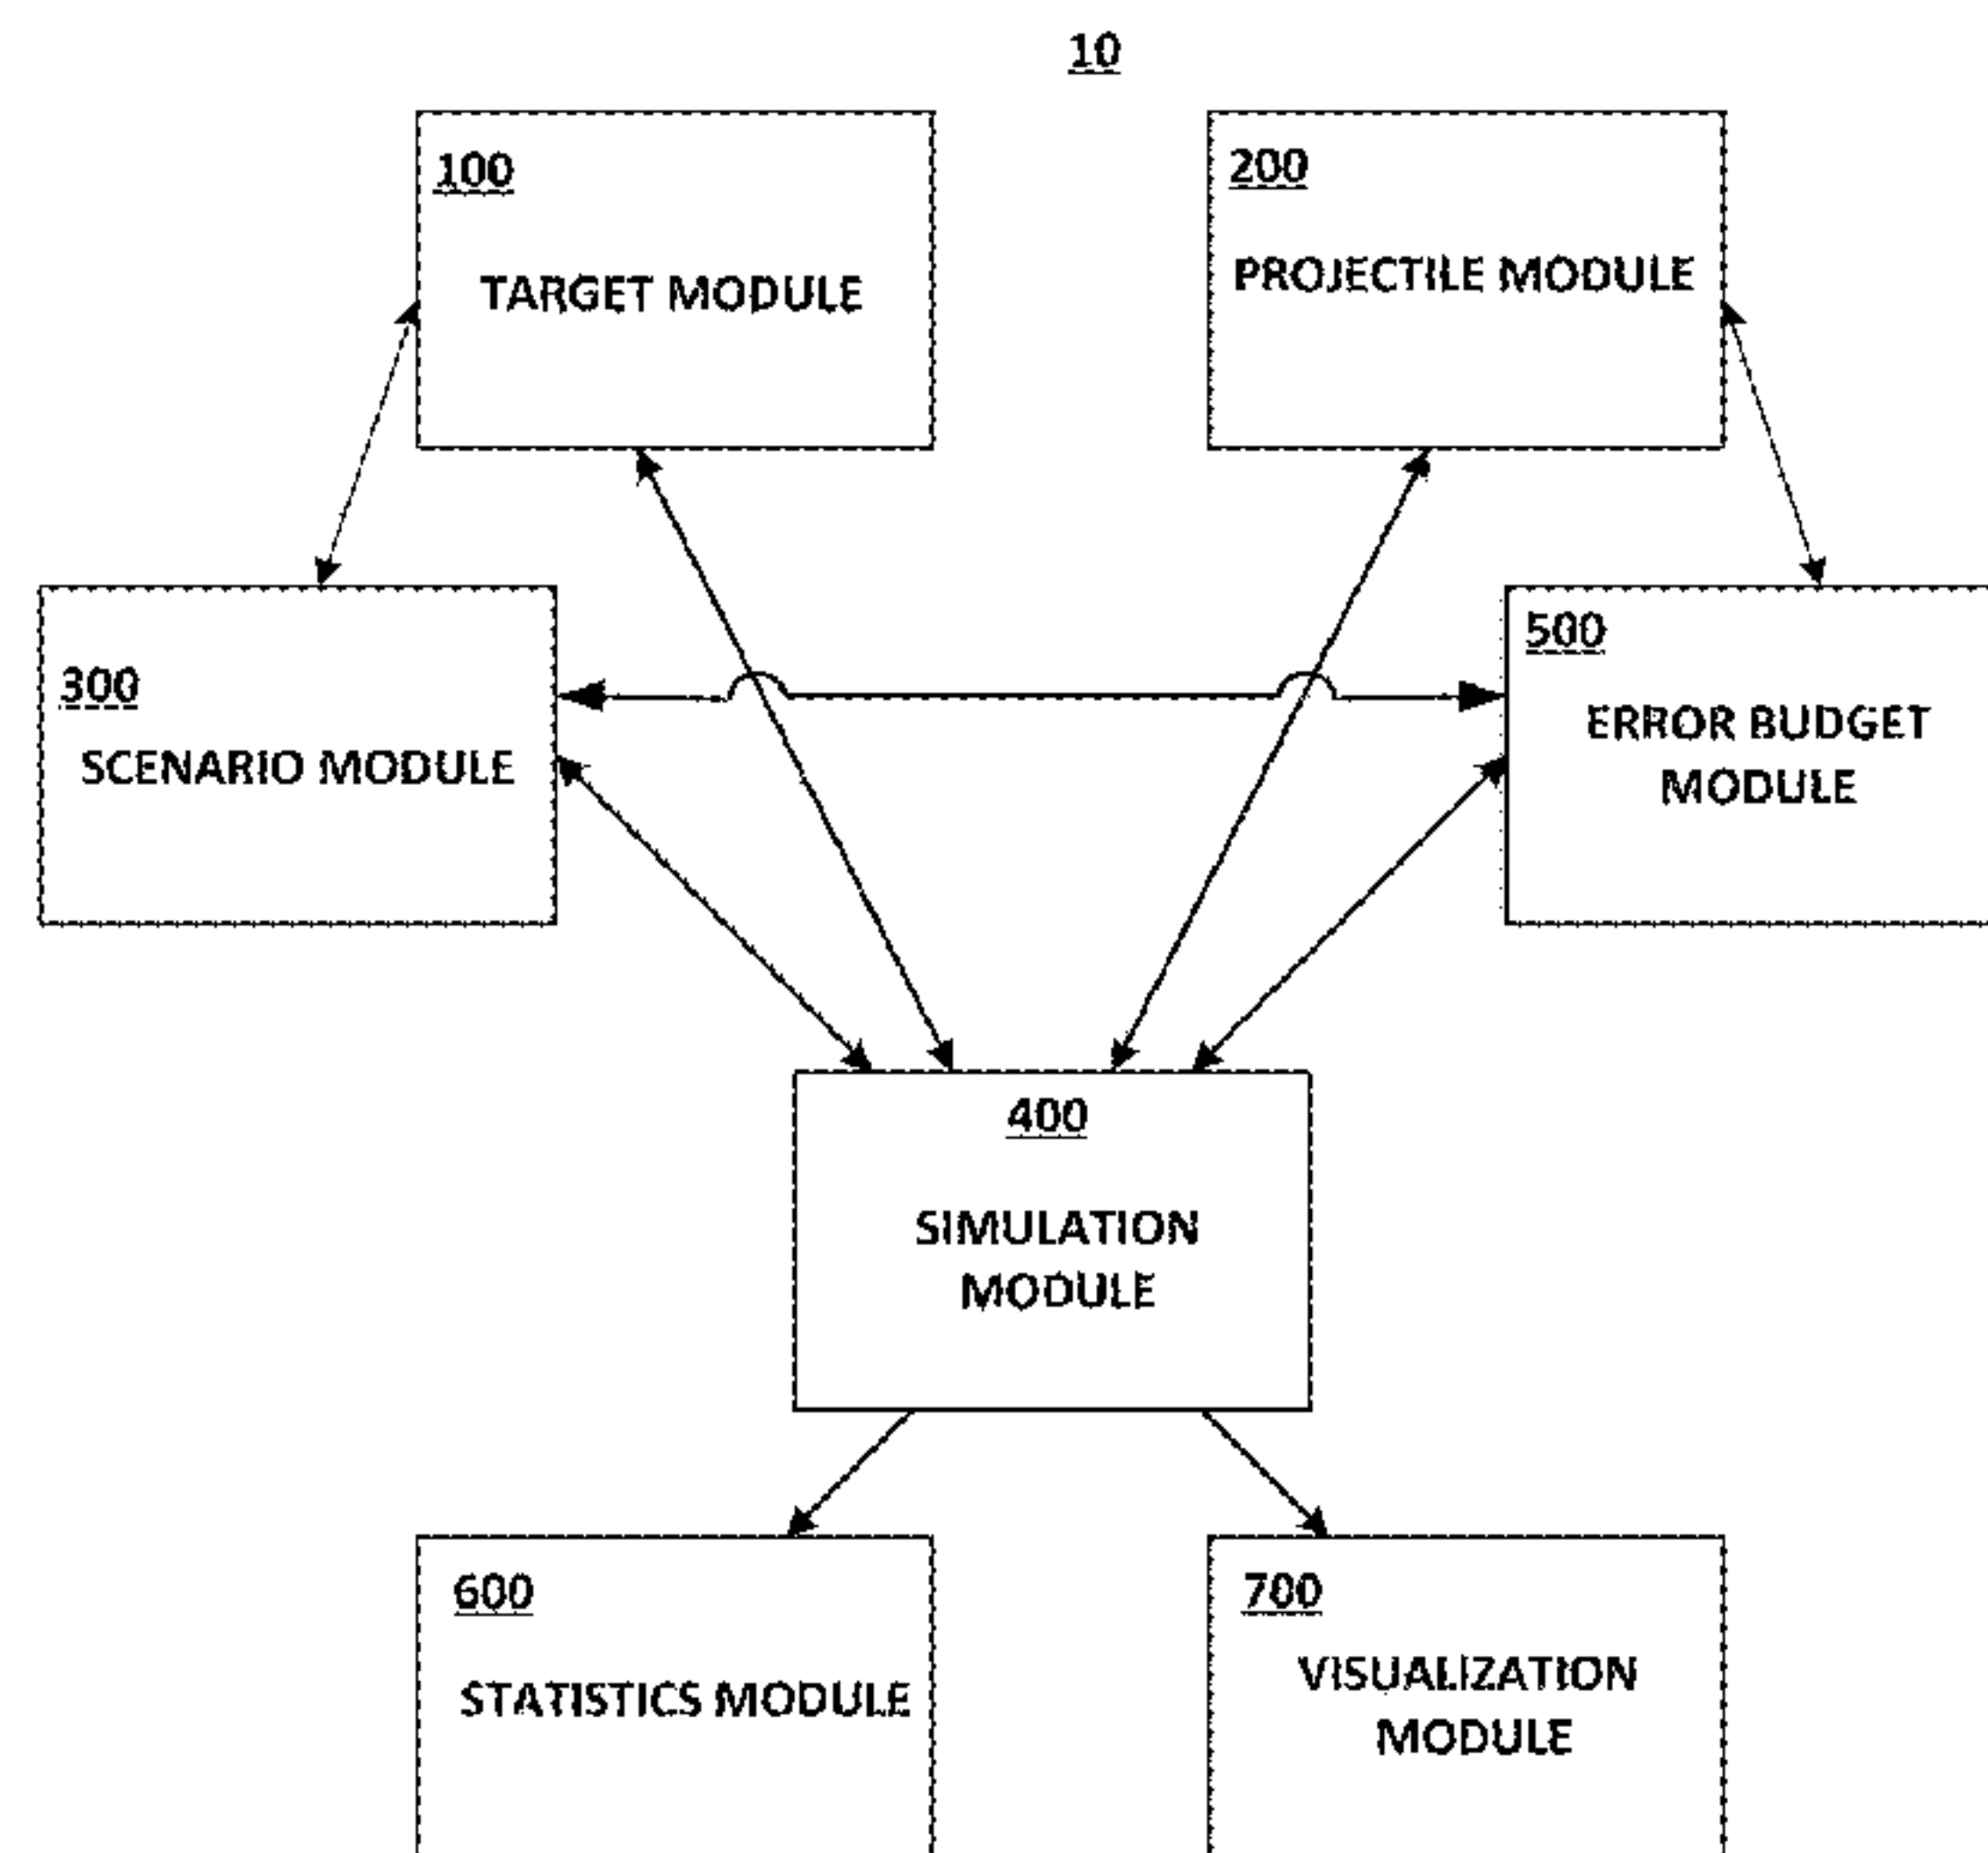 10
100
TARGET MODULE
200
PROJECTILE MODULE
300
SCENARIO MODULE
500
ERROR BUDGET
MODULE
400
SIMULATION
MODULE
600
STATISTICS MODULE
700
VISUALIZATION
MODULE